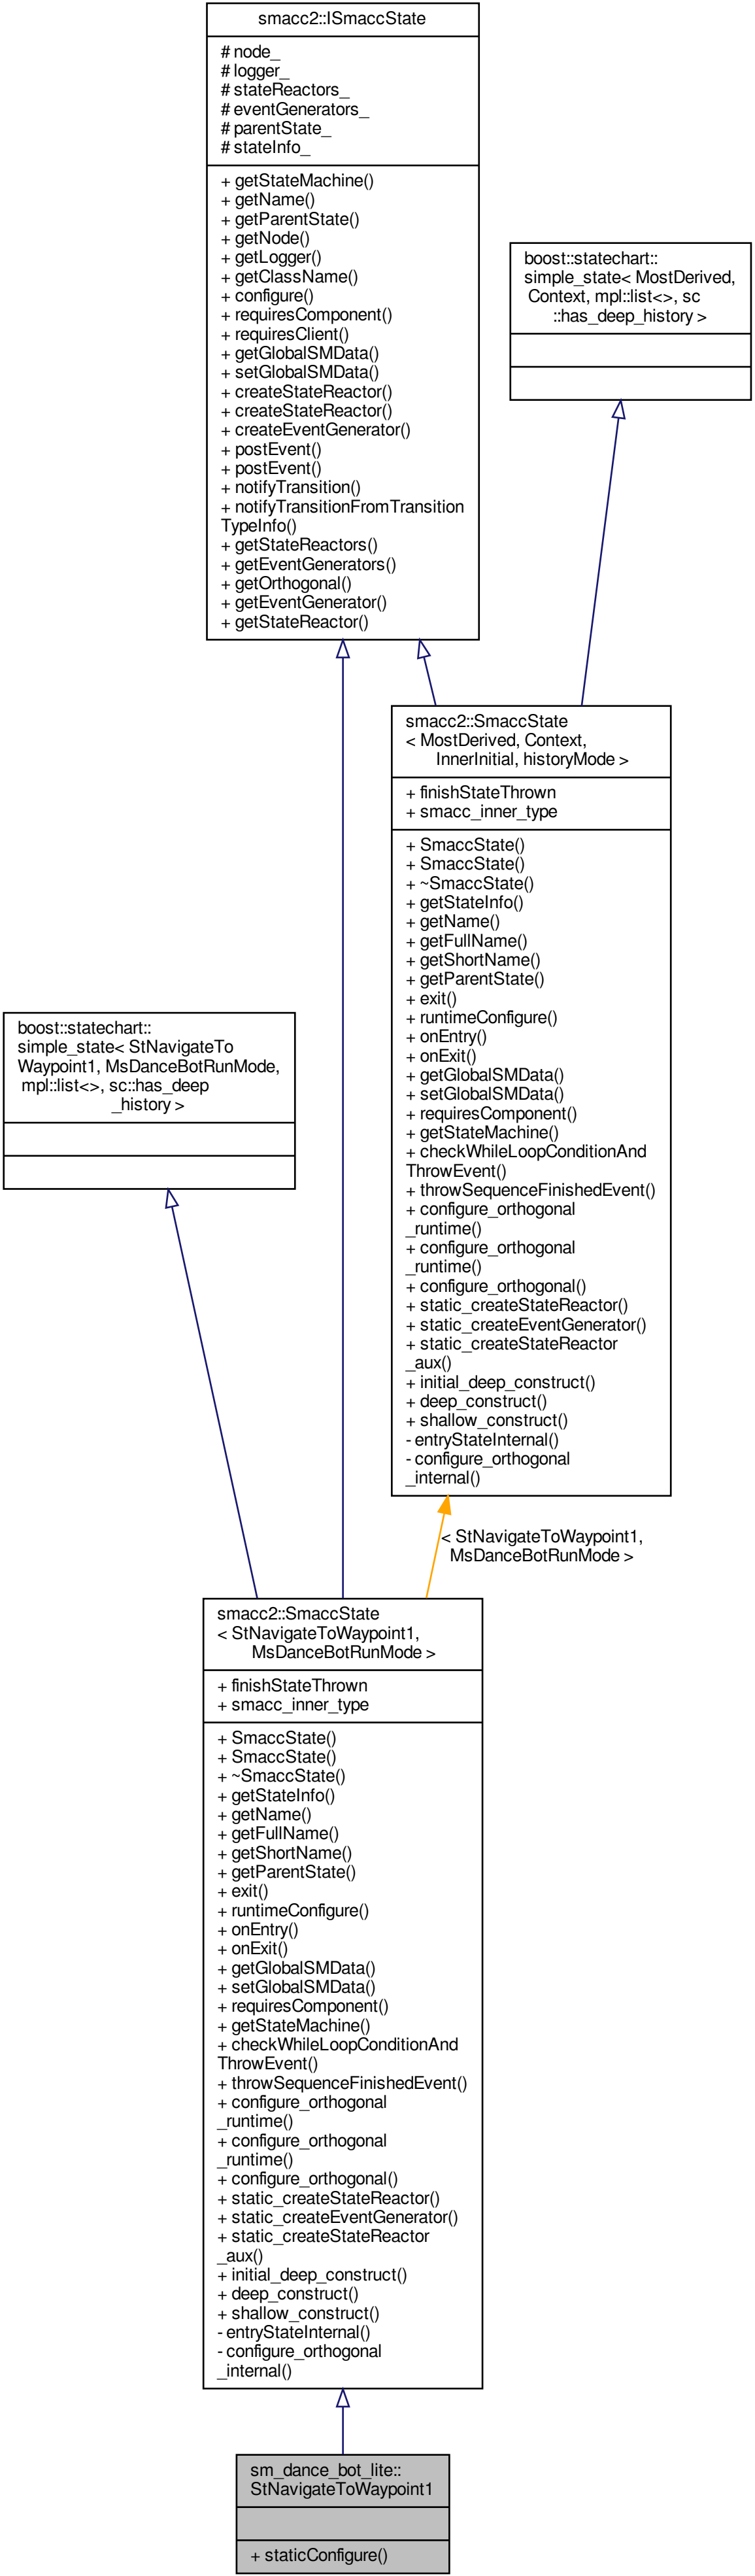 smacc2::ISmaccState
# node_
# logger_
# stateReactors_
# eventGenerators_
# parentState_
# stateInfo_
+ getStateMachine()
+ getName()
+ getParentState()
+ getNode()
+ getLogger()
+ getClassName()
+ configure()
+ requiresComponent()
+ requiresClient()
+ getGlobalSMData()
+ setGlobalSMData()
+ createStateReactor()
+ createStateReactor()
+ createEventGenerator()
+ postEvent()
+ postEvent()
+ notifyTransition()
+ notifyTransitionFromTransition
TypeInfo()
+ getStateReactors()
+ getEventGenerators()
+ getOrthogonal()
+ getEventGenerator()
+ getStateReactor()
boost::statechart::
simple_state< MostDerived,
Context, mpl::list<>, sc
::has_deep_history >
smacc2::SmaccState
< MostDerived, Context,
InnerInitial, historyMode >
+ finishStateThrown
+ smacc_inner_type
+ SmaccState()
+ SmaccState()
+ ~SmaccState()
+ getStateInfo()
+ getName()
+ getFullName()
+ getShortName()
+ getParentState()
+ exit()
+ runtimeConfigure()
+ onEntry()
+ onExit()
+ getGlobalSMData()
+ setGlobalSMData()
+ requiresComponent()
+ getStateMachine()
+ checkWhileLoopConditionAnd
ThrowEvent()
+ throwSequenceFinishedEvent()
+ configure_orthogonal
_runtime()
+ configure_orthogonal
_runtime()
+ configure_orthogonal()
+ static_createStateReactor()
+ static_createEventGenerator()
+ static_createStateReactor
_aux()
+ initial_deep_construct()
+ deep_construct()
+ shallow_construct()
- entryStateInternal()
- configure_orthogonal
_internal()
boost::statechart::
simple_state< StNavigateTo
Waypoint1, MsDanceBotRunMode,
mpl::list<>, sc::has_deep
_history >
< StNavigateToWaypoint1,
MsDanceBotRunMode >
smacc2::SmaccState
< StNavigateToWaypoint1,
MsDanceBotRunMode >
+ finishStateThrown
+ smacc_inner_type
+ SmaccState()
+ SmaccState()
+ ~SmaccState()
+ getStateInfo()
+ getName()
+ getFullName()
+ getShortName()
+ getParentState()
+ exit()
+ runtimeConfigure()
+ onEntry()
+ onExit()
+ getGlobalSMData()
+ setGlobalSMData()
+ requiresComponent()
+ getStateMachine()
+ checkWhileLoopConditionAnd
ThrowEvent()
+ throwSequenceFinishedEvent()
+ configure_orthogonal
_runtime()
+ configure_orthogonal
_runtime()
+ configure_orthogonal()
+ static_createStateReactor()
+ static_createEventGenerator()
+ static_createStateReactor
_aux()
+ initial_deep_construct()
+ deep_construct()
+ shallow_construct()
- entryStateInternal()
- configure_orthogonal
_internal()
sm_dance_bot_lite::
StNavigateToWaypoint1
+ staticConfigure()